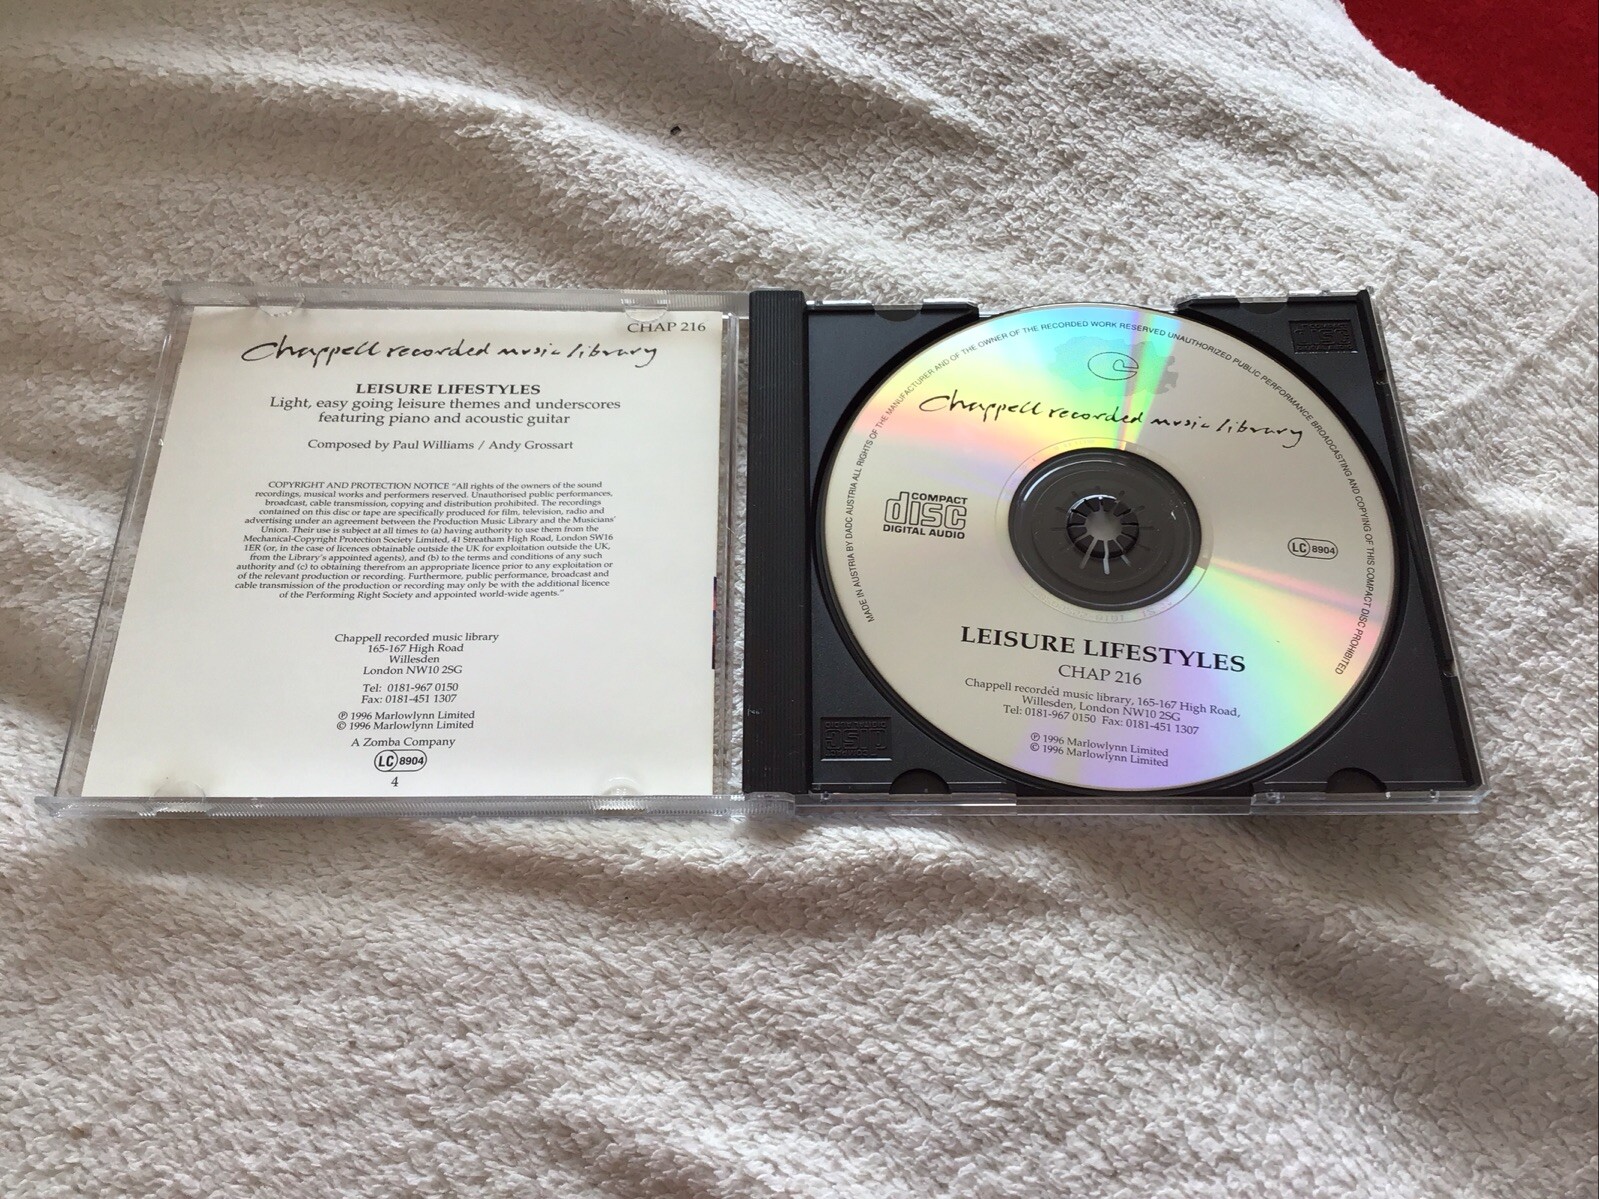 CHAP 216
Chappell recorded music library
LEISURE LIFESTYLES
Light, easy going leisure themes and underscores
featuring piano and acoustic guitar
Composed by Paul Williams / Andy Grossart
COPYRIGHT AND PROTECTION NOTICE "All rights of the owners of the sound
recordings, musical works and performers reserved. Unauthorised public performances,
broadcast, cable transmission, copying and distribution prohibited. The recordings
contained on this disc or tape are specifically produced for film, television, radio and
advertising under an agreement between the Production Music Library and the Musicians'
Union. Their use is subject at all times to (a) having authority to use them from the
Mechanical-Copyright Protection Society Limited, 41 Streatham High Road, London SW16
1ER (or, in the case of licences obtainable outside the UK for exploitation outside the UK,
from the Library's appointed agents), and (b) to the terms and conditions of any such
authority and (c) to obtaining therefrom an appropriate licence prior to any exploitation or
of the relevant production or recording. Furthermore, public performance, broadcast and
cable transmission of the production or recording may only be with the additional licence
of the Performing Right Society and appointed world-wide agents."
Chappell recorded music library
165-167 High Road
Willesden
London NW10 2SG
Tel: 0181-967 0150
Fax: 0181-451 1307
℗ 1996 Marlowlynn Limited
© 1996 Marlowlynn Limited
A Zomba Company
LC 8904
4
MADE IN AUSTRIA BY DADC AUSTRIA ALL RIGHTS OF THE MANUFACTURER AND OF THE OWNER OF THE RECORDED WORK RESERVED UNAUTHORIZED PUBLIC PERFORMANCE BROADCASTING AND COPYING OF THIS COMPACT DISC PROHIBITED
Chappell recorded music library
COMPACT
disc
DIGITAL AUDIO
LC 8904
LEISURE LIFESTYLES
CHAP 216
Chappell recorded music library, 165-167 High Road,
Willesden, London NW10 2SG
Tel: 0181-967 0150 Fax: 0181-451 1307
℗ 1996 Marlowlynn Limited
© 1996 Marlowlynn Limited